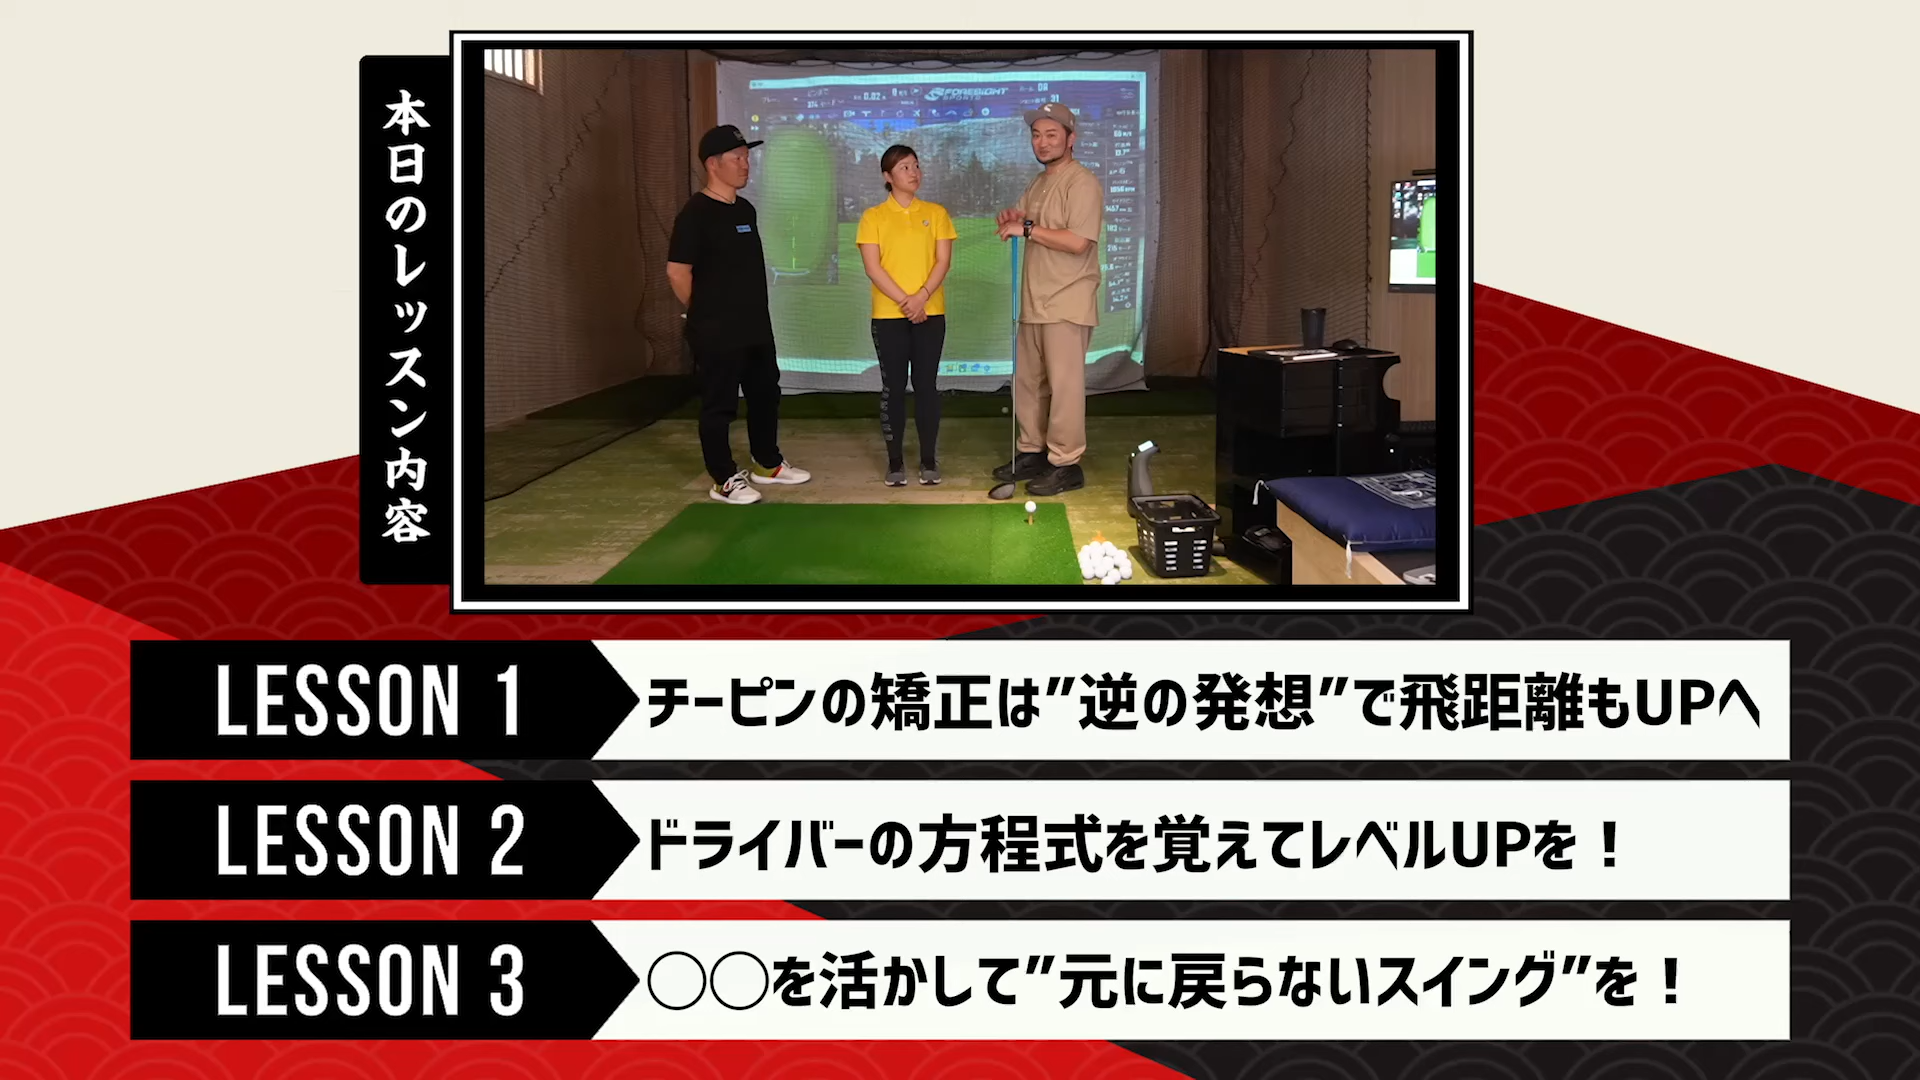 本日のレッスン内容
FORESIGHT
SPORTS
LESSON 1
チーピンの矯正は”逆の発想”で飛距離もUPへ
LESSON 2
ドライバーの方程式を覚えてレベルUPを！
LESSON 3
◯◯を活かして”元に戻らないスイング”を！